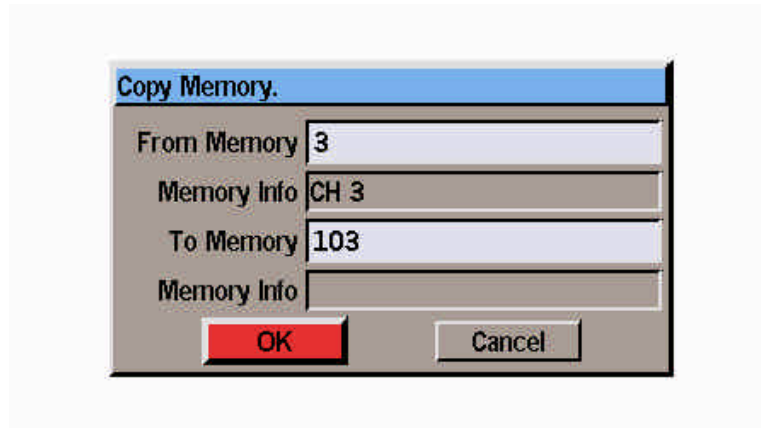 Copy Memory.
From Memory 3
Memory Info CH 3
To Memory 103
Memory Info
OK Cancel